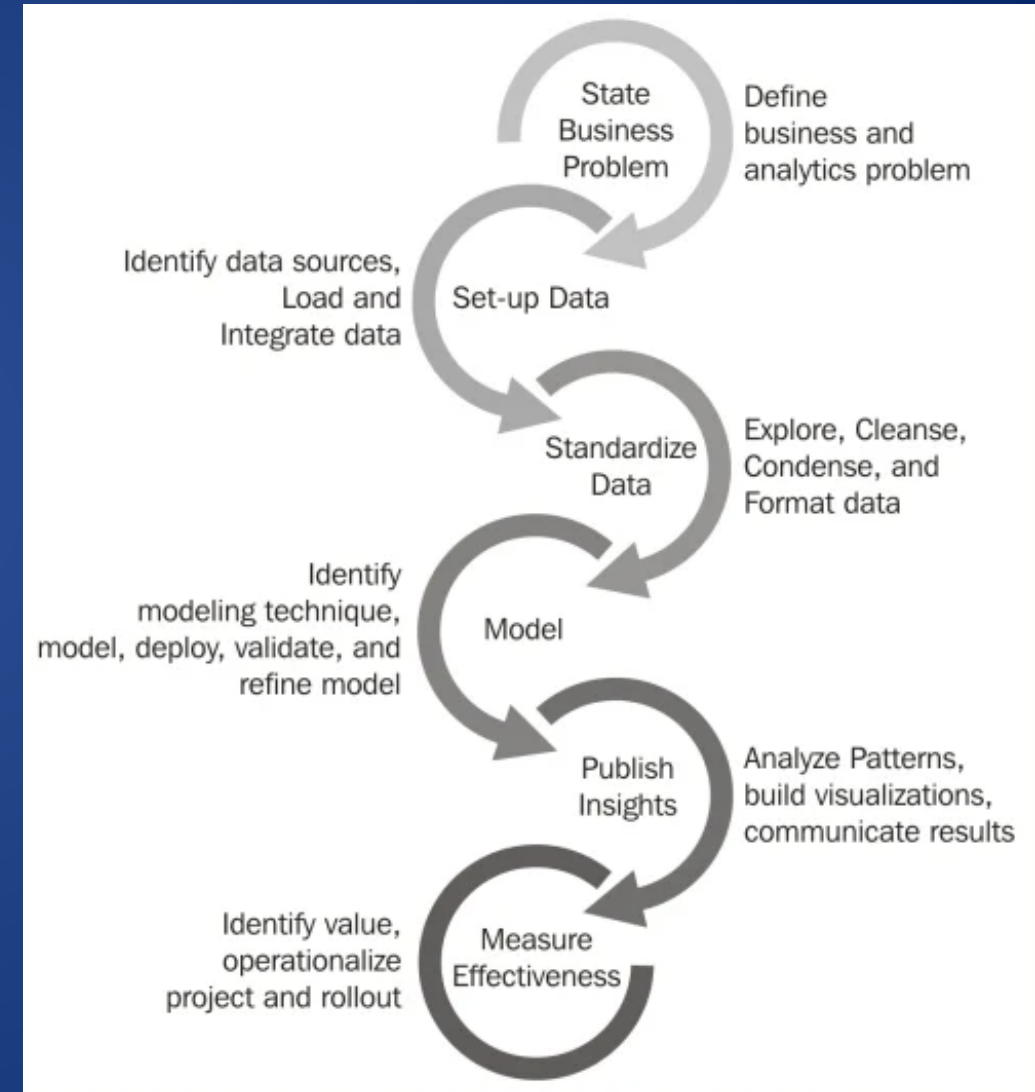 State
Business
Problem
Define
business and
analytics problem
Identify data sources,
Load and
Integrate data
Set-up Data
Standardize
Data
Explore, Cleanse,
Condense, and
Format data
Identify
modeling technique,
model, deploy, validate, and
refine model
Model
Publish
Insights
Analyze Patterns,
build visualizations,
communicate results
Identify value,
operationalize
project and rollout
Measure
Effectiveness